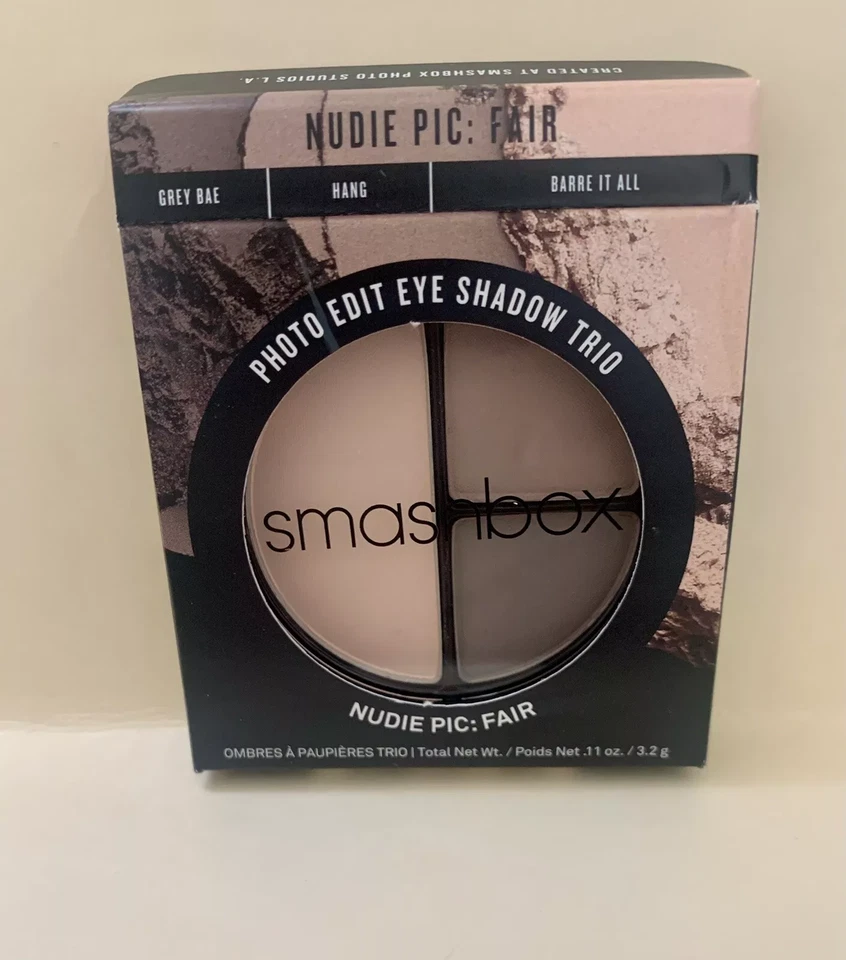 CREATED AT SMASHBOX PHOTO STUDIOS L.A.
NUDIE PIC: FAIR
GREY BAE
HANG
BARRE IT ALL
PHOTO EDIT EYE SHADOW TRIO
smashbox
NUDIE PIC: FAIR
OMBRES À PAUPIÈRES TRIO | Total Net Wt. / Poids Net .11 oz. / 3.2 g